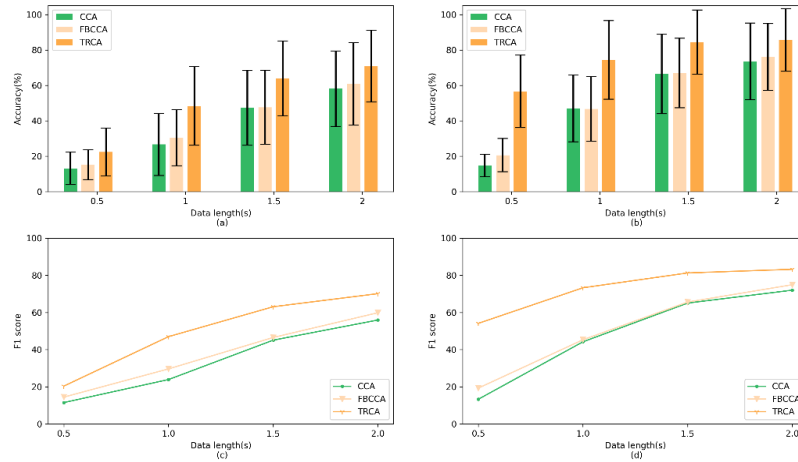 100
80
60
40
20
0
Accuracy(%)
CCA
FBCCA
TRCA
0.5 1 1.5 2
Data length(s)
(a)
100
80
60
40
20
0
Accuracy(%)
CCA
FBCCA
TRCA
0.5 1 1.5 2
Data length(s)
(b)
100
80
60
40
20
0
F1 score
CCA
FBCCA
TRCA
0.5 1.0 1.5 2.0
Data length(s)
(c)
100
80
60
40
20
0
F1 score
CCA
FBCCA
TRCA
0.5 1.0 1.5 2.0
Data length(s)
(d)